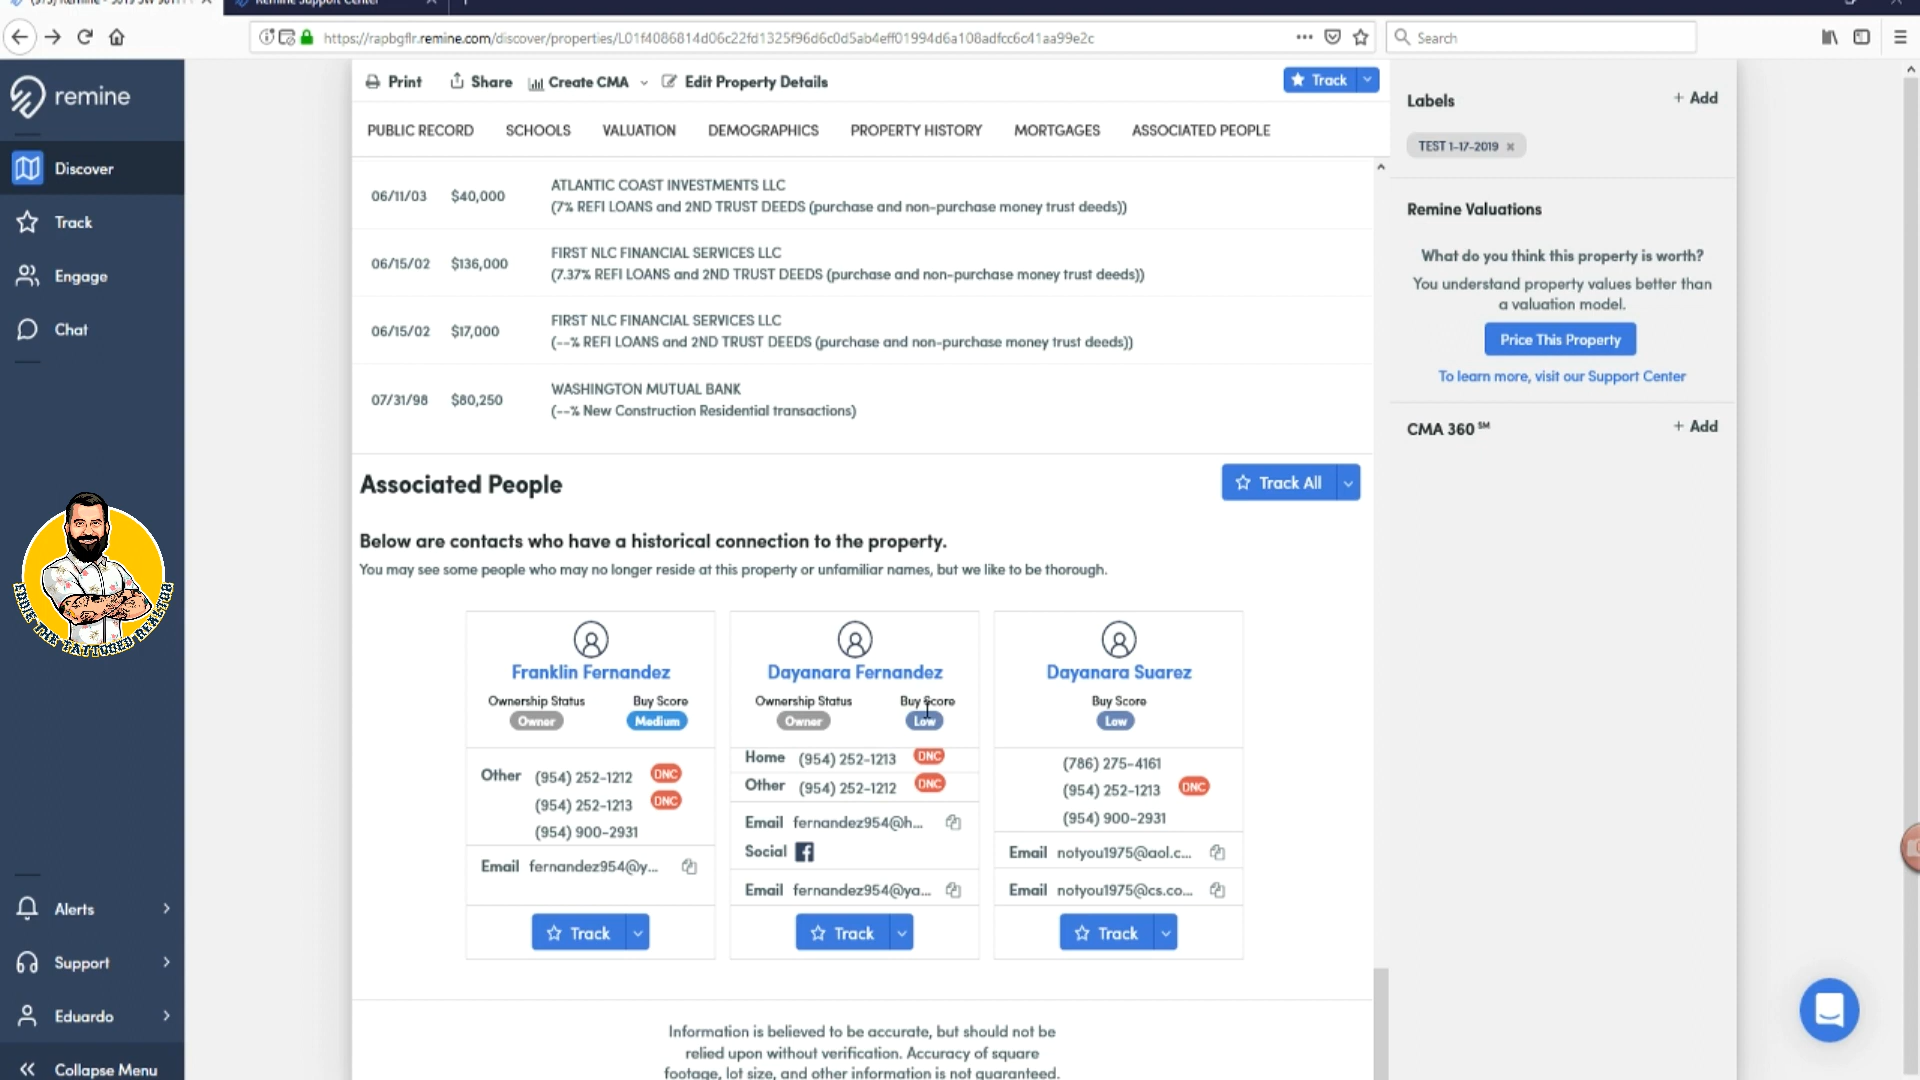 Remine Support Center
https://rapbgflr.remine.com/discover/properties/L01f4086814d06c22fd1325f96d6c0d5ab4eff01994d6a108adfcc6c41aa99e2c
Search
remine
Discover
Track
Engage
Chat
EDDIE THE TATTOOED REALTOR
Alerts
Support
Eduardo
Collapse Menu
Print Share Create CMA Edit Property Details Track
PUBLIC RECORD SCHOOLS VALUATION DEMOGRAPHICS PROPERTY HISTORY MORTGAGES ASSOCIATED PEOPLE
06/11/03 $40,000 ATLANTIC COAST INVESTMENTS LLC
(7% REFI LOANS and 2ND TRUST DEEDS (purchase and non-purchase money trust deeds))
06/15/02 $136,000 FIRST NLC FINANCIAL SERVICES LLC
(7.37% REFI LOANS and 2ND TRUST DEEDS (purchase and non-purchase money trust deeds))
06/15/02 $17,000 FIRST NLC FINANCIAL SERVICES LLC
(--% REFI LOANS and 2ND TRUST DEEDS (purchase and non-purchase money trust deeds))
07/31/98 $80,250 WASHINGTON MUTUAL BANK
(--% New Construction Residential transactions)
Associated People
Track All
Below are contacts who have a historical connection to the property.
You may see some people who may no longer reside at this property or unfamiliar names, but we like to be thorough.
Franklin Fernandez
Ownership Status Buy Score
Owner Medium
Other (954) 252-1212 DNC
(954) 252-1213 DNC
(954) 900-2931
Email fernandez954@y...
Track
Dayanara Fernandez
Ownership Status Buy Score
Owner Low
Home (954) 252-1213 DNC
Other (954) 252-1212 DNC
Email fernandez954@h...
Social
Email fernandez954@ya...
Track
Dayanara Suarez
Buy Score
Low
(786) 275-4161
(954) 252-1213 DNC
(954) 900-2931
Email notyou1975@aol.c...
Email notyou1975@cs.co...
Track
Information is believed to be accurate, but should not be
relied upon without verification. Accuracy of square
footage, lot size, and other information is not guaranteed.
Labels + Add
TEST 1-17-2019 ×
Remine Valuations
What do you think this property is worth?
You understand property values better than
a valuation model.
Price This Property
To learn more, visit our Support Center
CMA 360 SM + Add